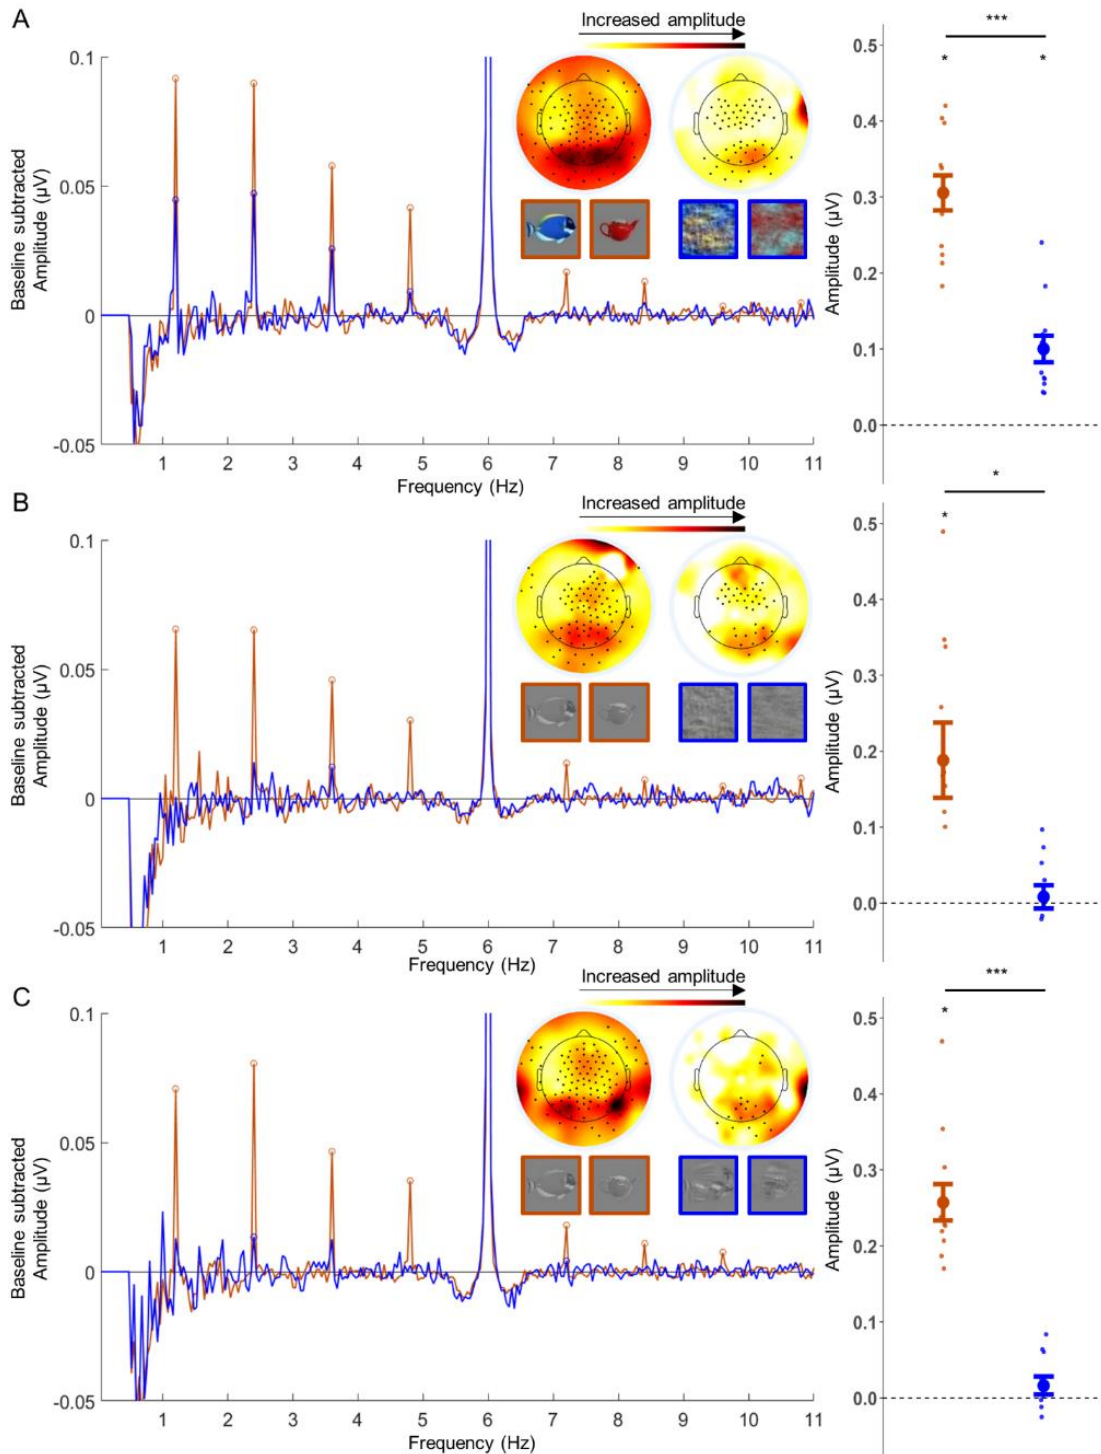 A
Increased amplitude
***
* *
0.1
0.05
0
-0.05
Baseline subtracted
Amplitude (μV)
1 2 3 4 5 6 7 8 9 10 11
Frequency (Hz)
0.5
0.4
0.3
0.2
0.1
0.0
Amplitude (μV)
B
Increased amplitude
*
*
0.1
0.05
0
-0.05
Baseline subtracted
Amplitude (μV)
1 2 3 4 5 6 7 8 9 10 11
Frequency (Hz)
0.5
0.4
0.3
0.2
0.1
0.0
Amplitude (μV)
C
Increased amplitude
***
*
0.1
0.05
0
-0.05
Baseline subtracted
Amplitude (μV)
1 2 3 4 5 6 7 8 9 10 11
Frequency (Hz)
0.5
0.4
0.3
0.2
0.1
0.0
Amplitude (μV)